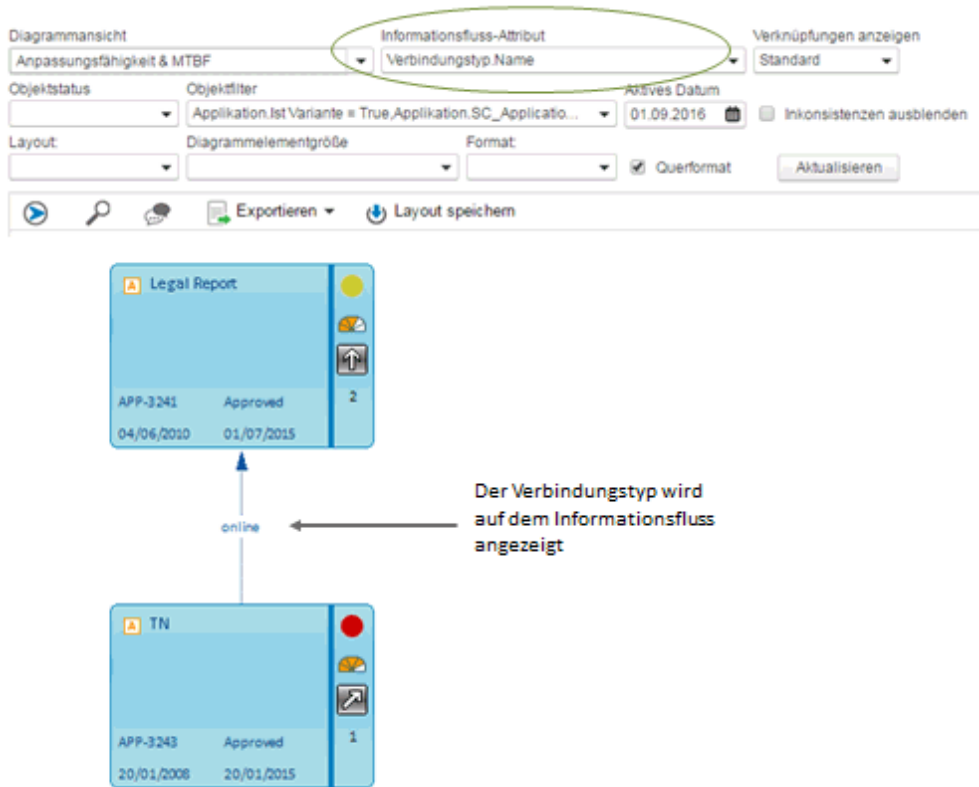 Diagrammansicht Informationsfluss-Attribut Verknüpfungen anzeigen
Anpassungsfähigkeit & MTBF Verbindungstyp.Name Standard
Objektstatus Objektfilter Aktives Datum
Applikation.Ist Variante = True,Applikation.SC_Applicatio... 01.09.2016 Inkonsistenzen ausblenden
Layout: Diagrammelementgröße Format:
Querformat Aktualisieren
Exportieren Layout speichern
A Legal Report
APP-3241 Approved 2
04/06/2010 01/07/2015
online
Der Verbindungstyp wird
auf dem Informationsfluss
angezeigt
A TN
APP-3243 Approved 1
20/01/2008 20/01/2015